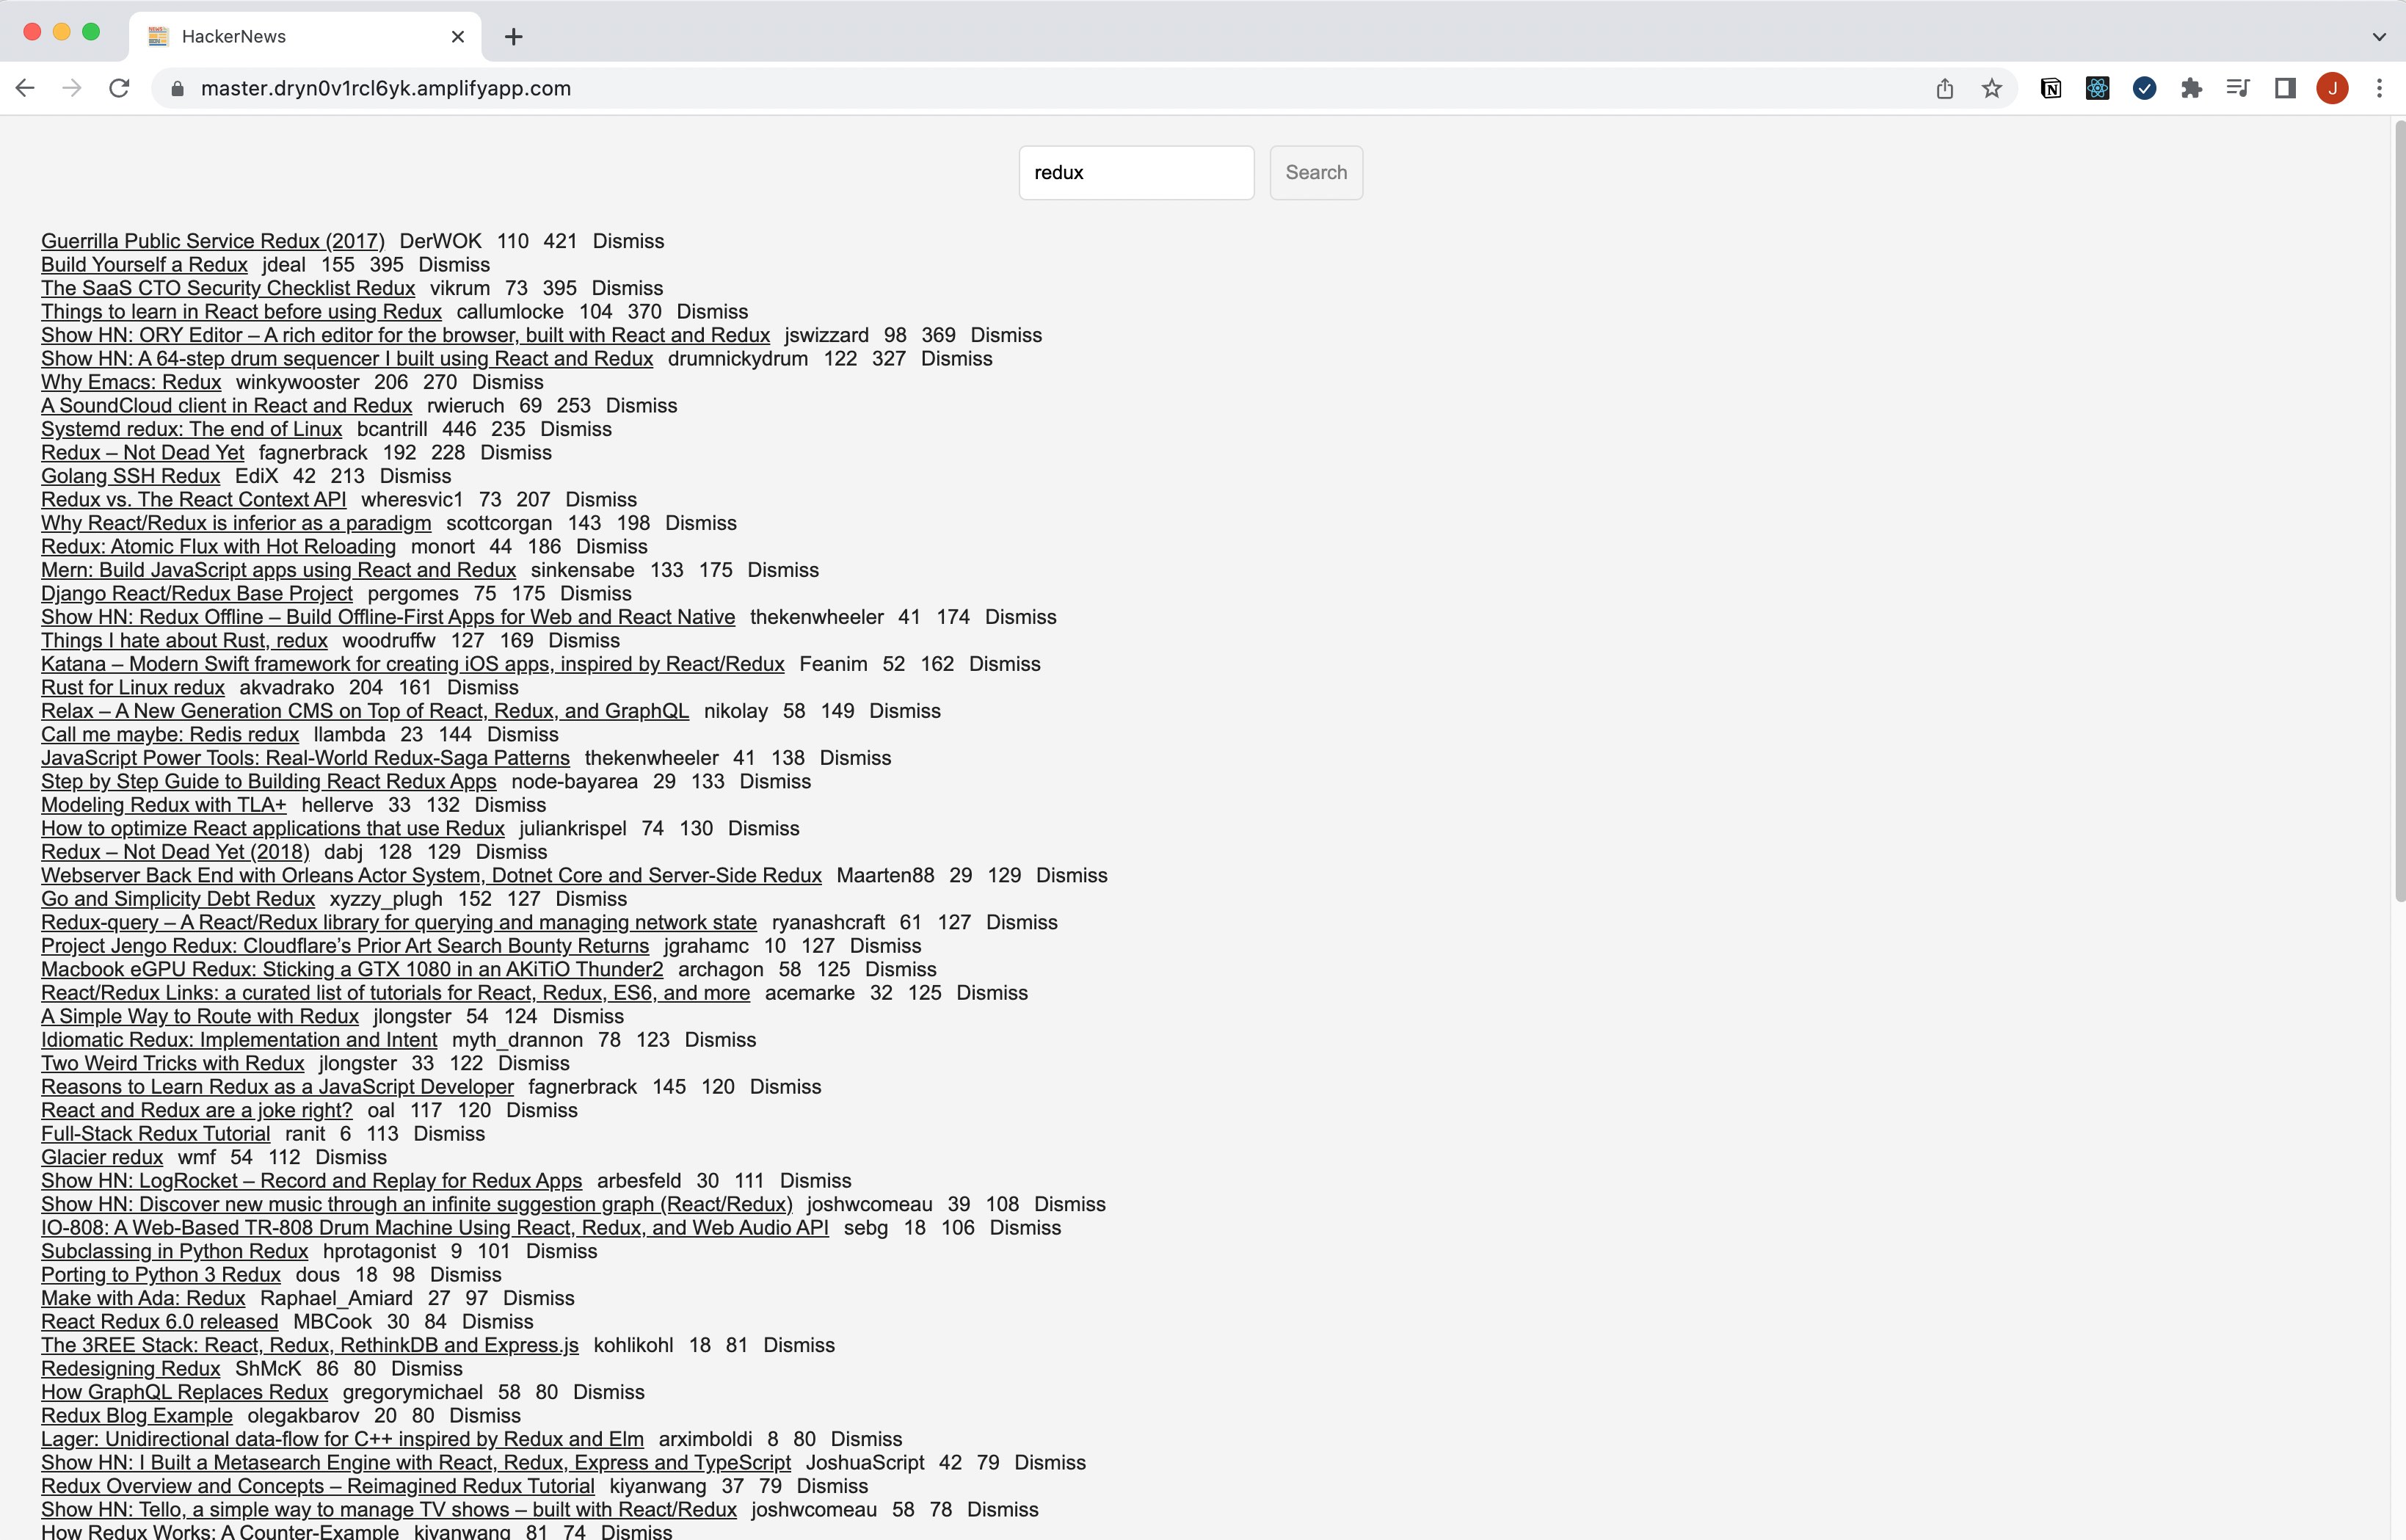 HackerNews
master.dryn0v1rcl6yk.amplifyapp.com
J
redux Search
Guerrilla Public Service Redux (2017) DerWOK 110 421 Dismiss
Build Yourself a Redux jdeal 155 395 Dismiss
The SaaS CTO Security Checklist Redux vikrum 73 395 Dismiss
Things to learn in React before using Redux callumlocke 104 370 Dismiss
Show HN: ORY Editor – A rich editor for the browser, built with React and Redux jswizzard 98 369 Dismiss
Show HN: A 64-step drum sequencer I built using React and Redux drumnickydrum 122 327 Dismiss
Why Emacs: Redux winkywooster 206 270 Dismiss
A SoundCloud client in React and Redux rwieruch 69 253 Dismiss
Systemd redux: The end of Linux bcantrill 446 235 Dismiss
Redux – Not Dead Yet fagnerbrack 192 228 Dismiss
Golang SSH Redux EdiX 42 213 Dismiss
Redux vs. The React Context API wheresvic1 73 207 Dismiss
Why React/Redux is inferior as a paradigm scottcorgan 143 198 Dismiss
Redux: Atomic Flux with Hot Reloading monort 44 186 Dismiss
Mern: Build JavaScript apps using React and Redux sinkensabe 133 175 Dismiss
Django React/Redux Base Project pergomes 75 175 Dismiss
Show HN: Redux Offline – Build Offline-First Apps for Web and React Native thekenwheeler 41 174 Dismiss
Things I hate about Rust, redux woodruffw 127 169 Dismiss
Katana – Modern Swift framework for creating iOS apps, inspired by React/Redux Feanim 52 162 Dismiss
Rust for Linux redux akvadrako 204 161 Dismiss
Relax – A New Generation CMS on Top of React, Redux, and GraphQL nikolay 58 149 Dismiss
Call me maybe: Redis redux llambda 23 144 Dismiss
JavaScript Power Tools: Real-World Redux-Saga Patterns thekenwheeler 41 138 Dismiss
Step by Step Guide to Building React Redux Apps node-bayarea 29 133 Dismiss
Modeling Redux with TLA+ hellerve 33 132 Dismiss
How to optimize React applications that use Redux juliankrispel 74 130 Dismiss
Redux – Not Dead Yet (2018) dabj 128 129 Dismiss
Webserver Back End with Orleans Actor System, Dotnet Core and Server-Side Redux Maarten88 29 129 Dismiss
Go and Simplicity Debt Redux xyzzy_plugh 152 127 Dismiss
Redux-query – A React/Redux library for querying and managing network state ryanashcraft 61 127 Dismiss
Project Jengo Redux: Cloudflare’s Prior Art Search Bounty Returns jgrahamc 10 127 Dismiss
Macbook eGPU Redux: Sticking a GTX 1080 in an AKiTiO Thunder2 archagon 58 125 Dismiss
React/Redux Links: a curated list of tutorials for React, Redux, ES6, and more acemarke 32 125 Dismiss
A Simple Way to Route with Redux jlongster 54 124 Dismiss
Idiomatic Redux: Implementation and Intent myth_drannon 78 123 Dismiss
Two Weird Tricks with Redux jlongster 33 122 Dismiss
Reasons to Learn Redux as a JavaScript Developer fagnerbrack 145 120 Dismiss
React and Redux are a joke right? oal 117 120 Dismiss
Full-Stack Redux Tutorial ranit 6 113 Dismiss
Glacier redux wmf 54 112 Dismiss
Show HN: LogRocket – Record and Replay for Redux Apps arbesfeld 30 111 Dismiss
Show HN: Discover new music through an infinite suggestion graph (React/Redux) joshwcomeau 39 108 Dismiss
IO-808: A Web-Based TR-808 Drum Machine Using React, Redux, and Web Audio API sebg 18 106 Dismiss
Subclassing in Python Redux hprotagonist 9 101 Dismiss
Porting to Python 3 Redux dous 18 98 Dismiss
Make with Ada: Redux Raphael_Amiard 27 97 Dismiss
React Redux 6.0 released MBCook 30 84 Dismiss
The 3REE Stack: React, Redux, RethinkDB and Express.js kohlikohl 18 81 Dismiss
Redesigning Redux ShMcK 86 80 Dismiss
How GraphQL Replaces Redux gregorymichael 58 80 Dismiss
Redux Blog Example olegakbarov 20 80 Dismiss
Lager: Unidirectional data-flow for C++ inspired by Redux and Elm arximboldi 8 80 Dismiss
Show HN: I Built a Metasearch Engine with React, Redux, Express and TypeScript JoshuaScript 42 79 Dismiss
Redux Overview and Concepts – Reimagined Redux Tutorial kiyanwang 37 79 Dismiss
Show HN: Tello, a simple way to manage TV shows – built with React/Redux joshwcomeau 58 78 Dismiss
How Redux Works: A Counter-Example kiyanwang 81 74 Dismiss